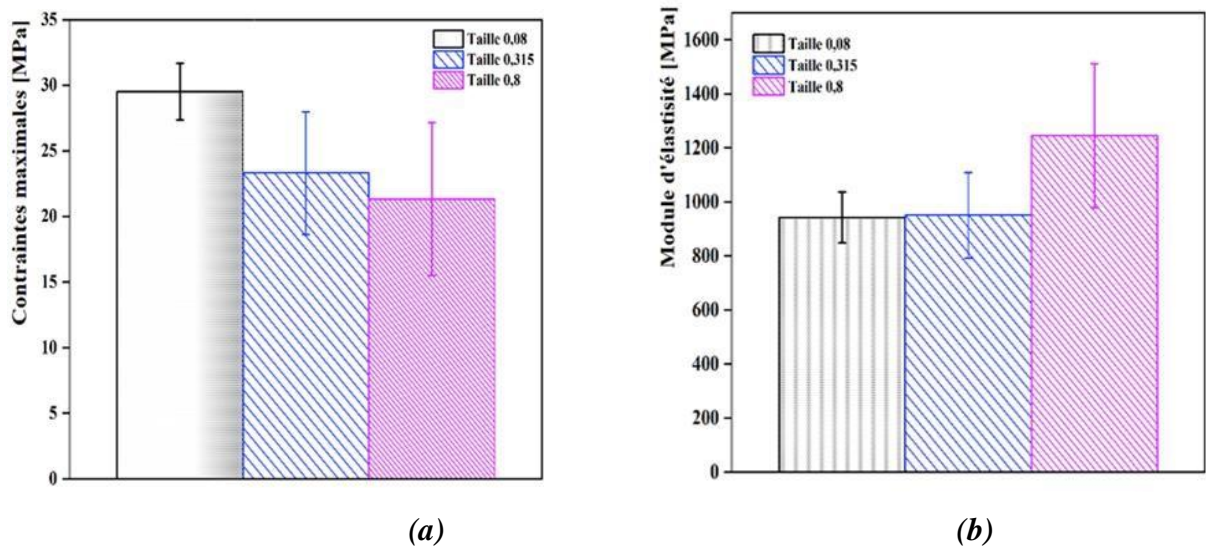 Contraintes maximales [MPa]
35
30
25
20
15
10
5
0
Taille 0,08
Taille 0,315
Taille 0,8
(a)
Module d'élastisité [MPa]
1600
1400
1200
1000
800
600
400
200
0
Taille 0,08
Taille 0,315
Taille 0,8
(b)